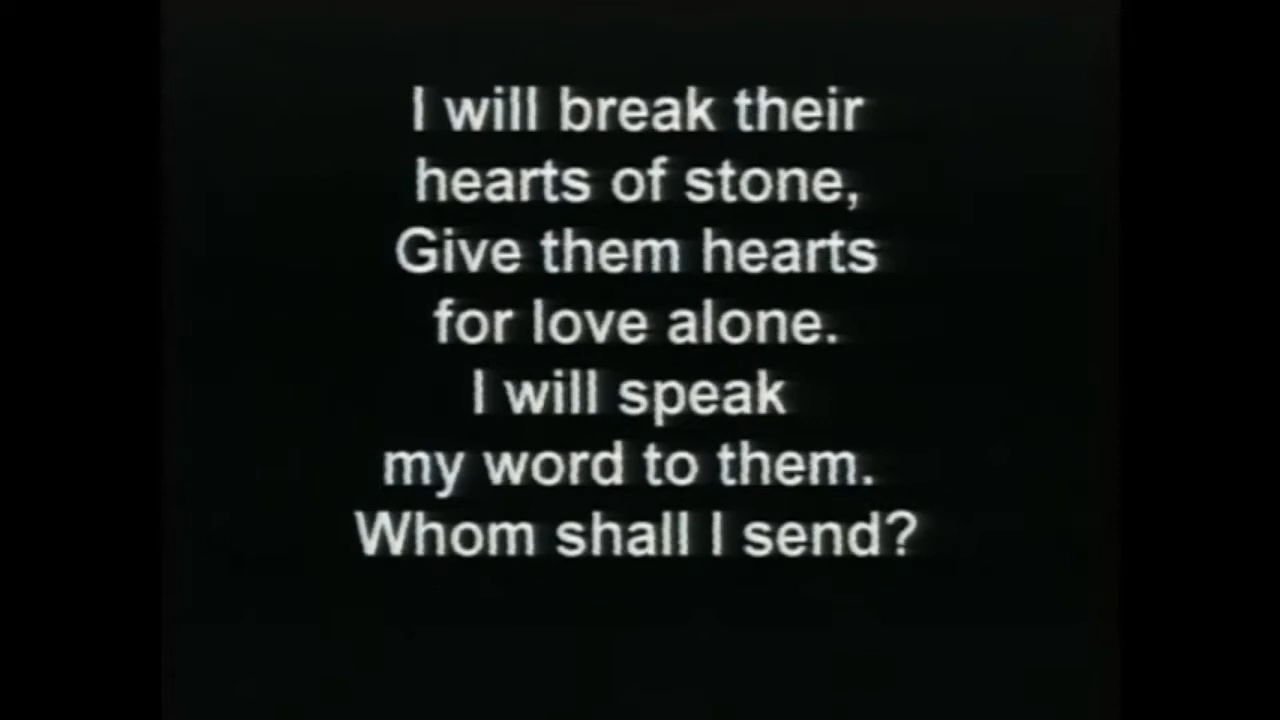 I will break their
hearts of stone,
Give them hearts
for love alone.
I will speak
my word to them.
Whom shall I send?